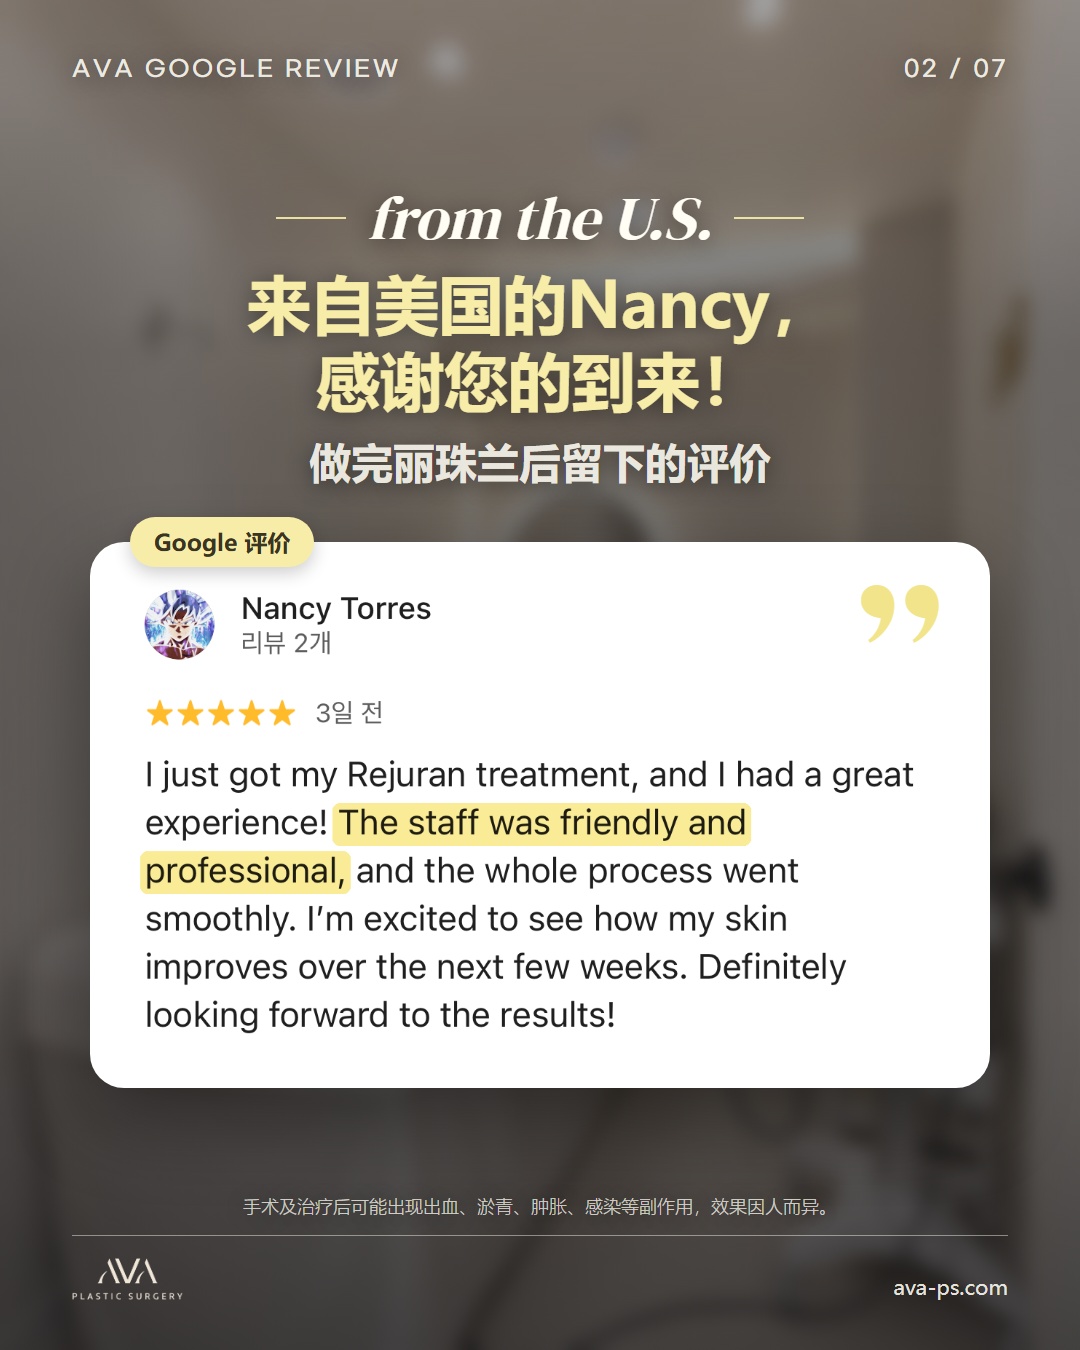 AVA GOOGLE REVIEW
02 / 07
from the U.S.
来自美国的Nancy，
感谢您的到来！
做完丽珠兰后留下的评价
Google 评价
Nancy Torres
리뷰 2개
3일 전
I just got my Rejuran treatment, and I had a great
experience! The staff was friendly and
professional, and the whole process went
smoothly. I’m excited to see how my skin
improves over the next few weeks. Definitely
looking forward to the results!
手术及治疗后可能出现出血、淤青、肿胀、感染等副作用，效果因人而异。
AVA
PLASTIC SURGERY
ava-ps.com